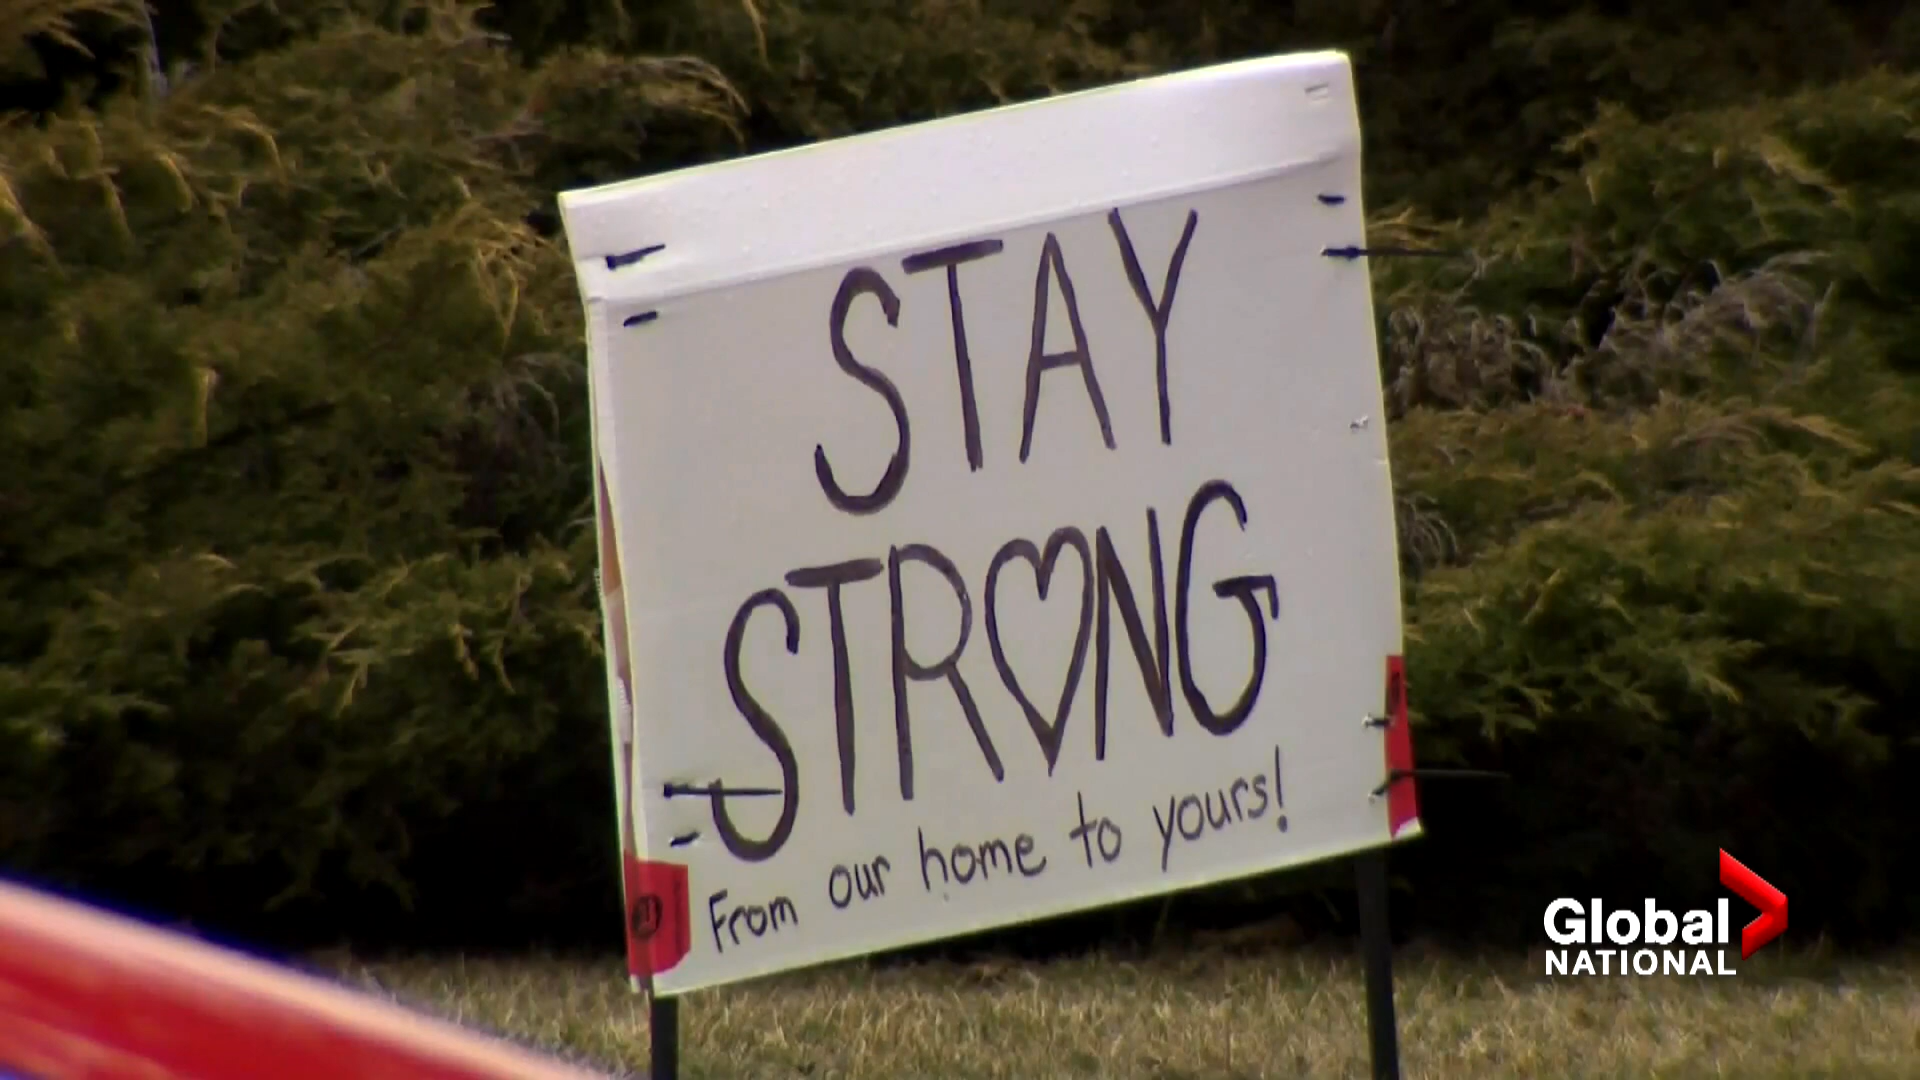 STAY
STRONG
From our home to yours!
Global
NATIONAL